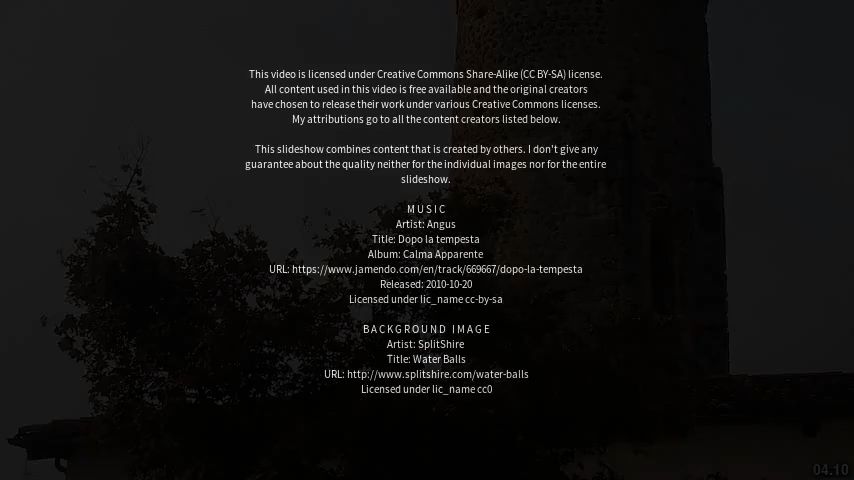 This video is licensed under Creative Commons Share-Alike (CC BY-SA) license.
All content used in this video is free available and the original creators
have chosen to release their work under various Creative Commons licenses.
My attributions go to all the content creators listed below.
This slideshow combines content that is created by others. I don't give any
guarantee about the quality neither for the individual images nor for the entire
slideshow.
MUSIC
Artist: Angus
Title: Dopo la tempesta
Album: Calma Apparente
URL: https://www.jamendo.com/en/track/669667/dopo-la-tempesta
Released: 2010-10-20
Licensed under lic_name cc-by-sa
BACKGROUND IMAGE
Artist: SplitShire
Title: Water Balls
URL: http://www.splitshire.com/water-balls
Licensed under lic_name cc0
04.10